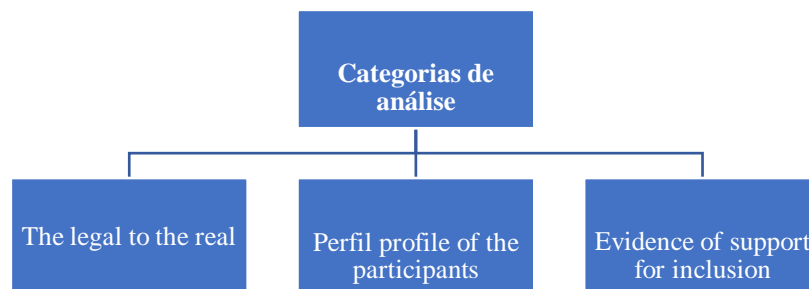 Categorias de
análise
The legal to the real
Perfil profile of the
participants
Evidence of support
for inclusion